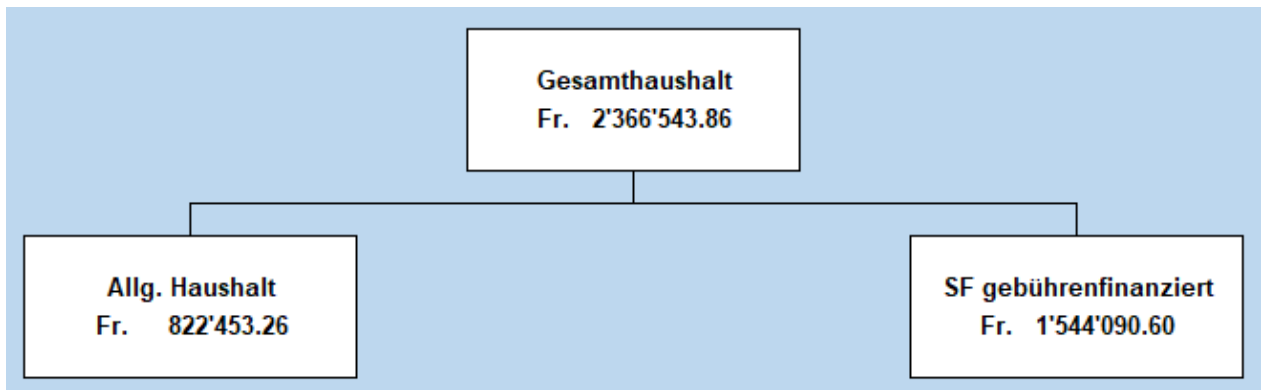 Gesamthaushalt
Fr. 2'366'543.86
Allg. Haushalt
Fr. 822'453.26
SF gebührenfinanziert
Fr. 1'544'090.60